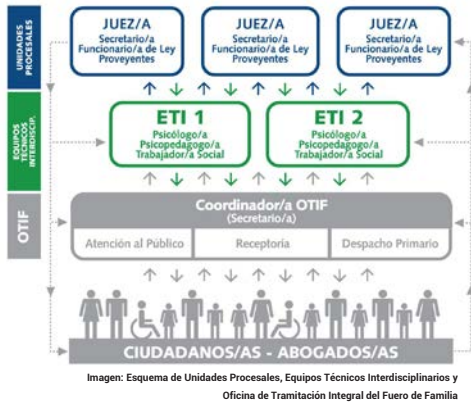 UNIDADES
PROCESALES
JUEZ/A
Secretario/a
Funcionario/a de Ley
Proveyentes
JUEZ/A
Secretario/a
Funcionario/a de Ley
Proveyentes
JUEZ/A
Secretario/a
Funcionario/a de Ley
Proveyentes
EQUIPOS
TÉCNICOS
INTERDISCIP.
ETI 1
Psicólogo/a
Psicopedagogo/a
Trabajador/a Social
ETI 2
Psicólogo/a
Psicopedagogo/a
Trabajador/a Social
OTIF
Coordinador/a OTIF
(Secretario/a)
Atención al Público
Receptoría
Despacho Primario
CIUDADANOS/AS - ABOGADOS/AS
Imagen: Esquema de Unidades Procesales, Equipos Técnicos Interdisciplinarios y
Oficina de Tramitación Integral del Fuero de Familia